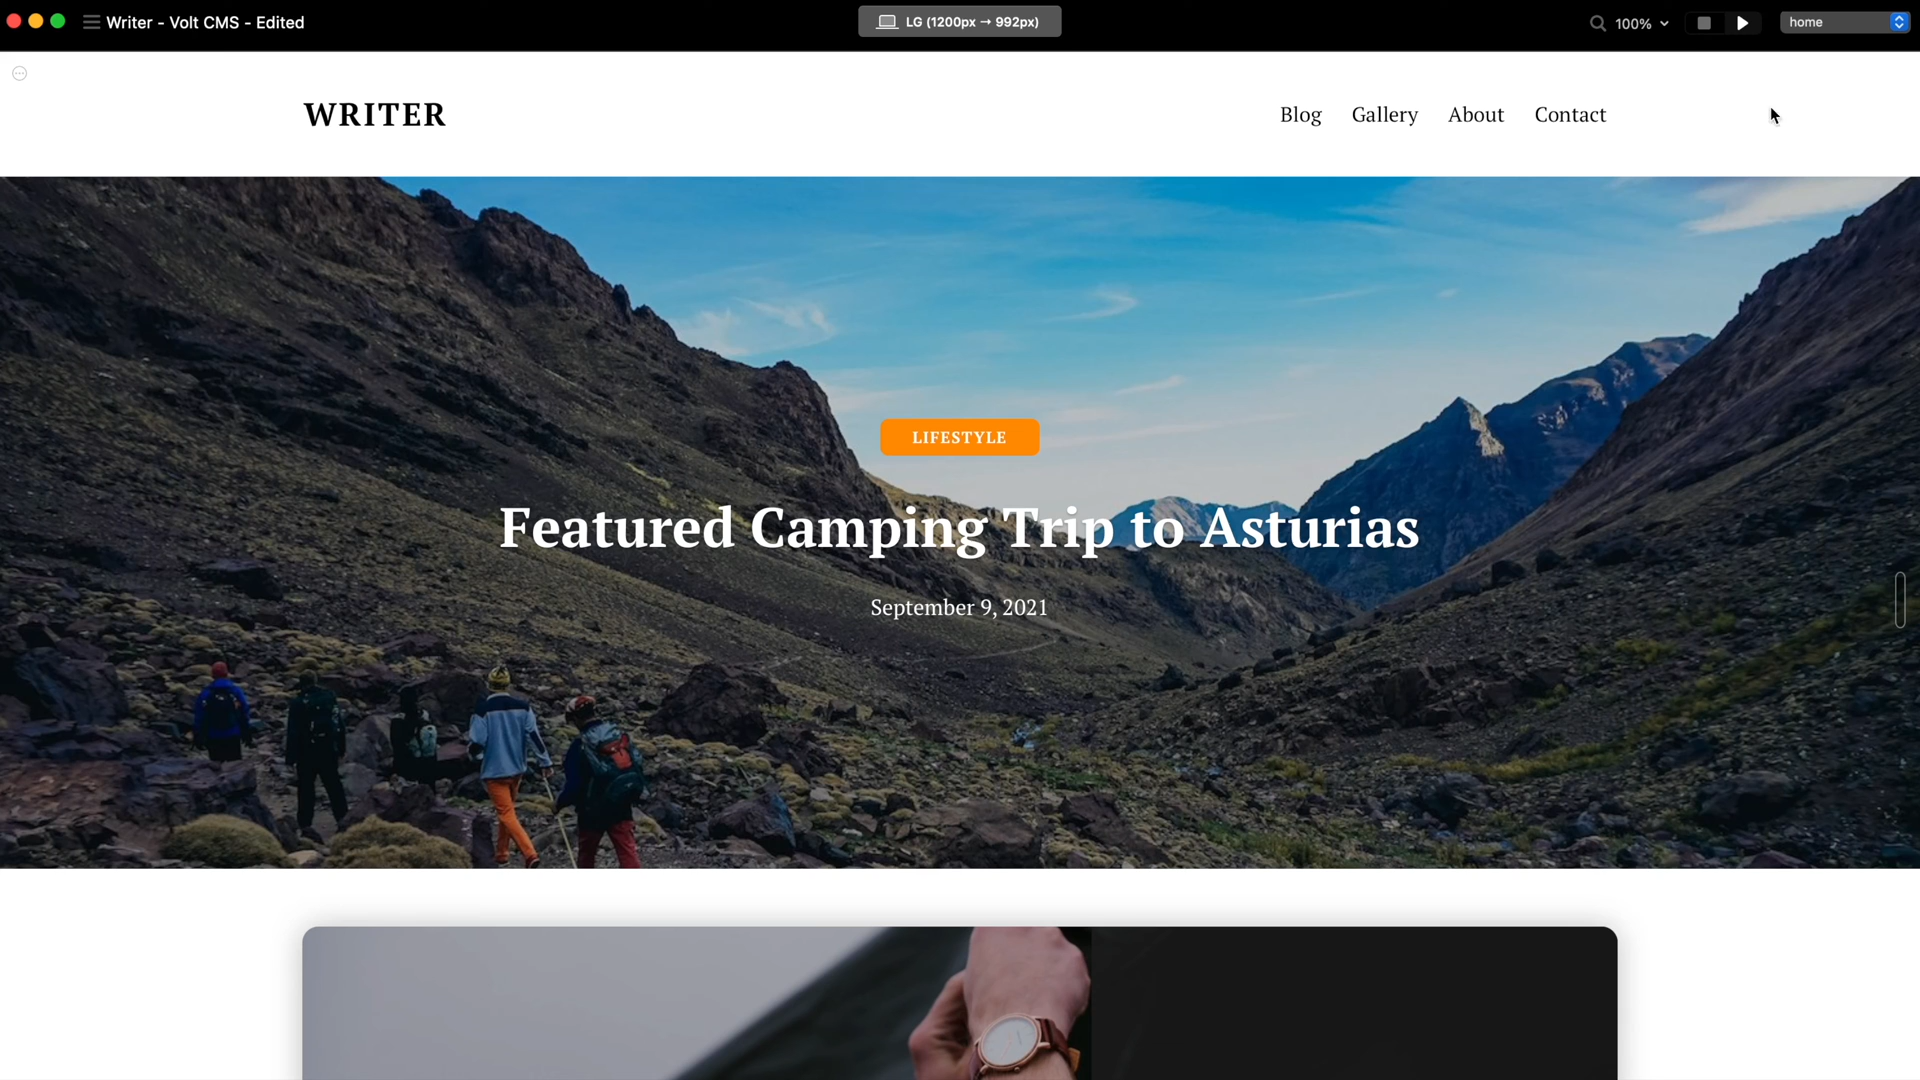 Writer - Volt CMS - Edited
LG (1200px → 992px)
100%
home
WRITER
Blog Gallery About Contact
LIFESTYLE
Featured Camping Trip to Asturias
September 9, 2021